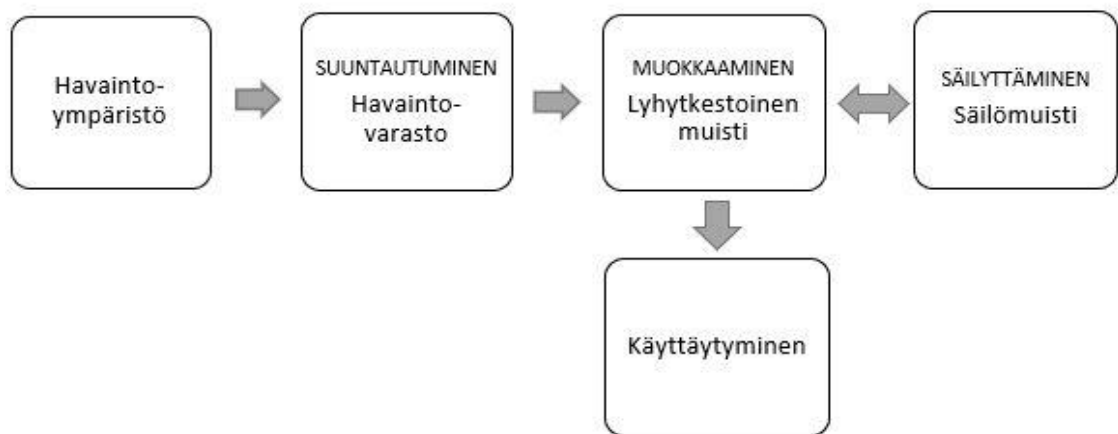 Havainto-
ympäristö
SUUNTAUTUMINEN
Havainto-
varasto
MUOKKAAMINEN
Lyhytkestoinen
muisti
SÄILYTTÄMINEN
Säilömuisti
Käyttäytyminen